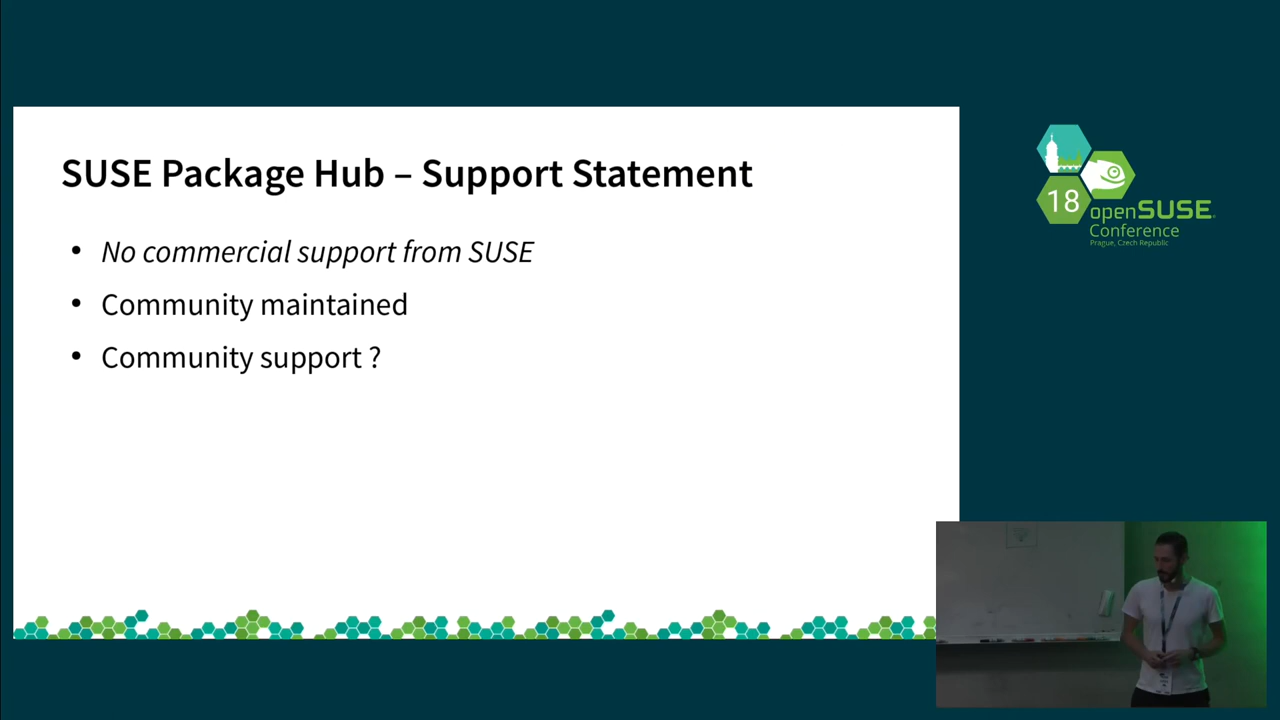 SUSE Package Hub – Support Statement
• No commercial support from SUSE
• Community maintained
• Community support ?
18
openSUSE
Conference
Prague, Czech Republic